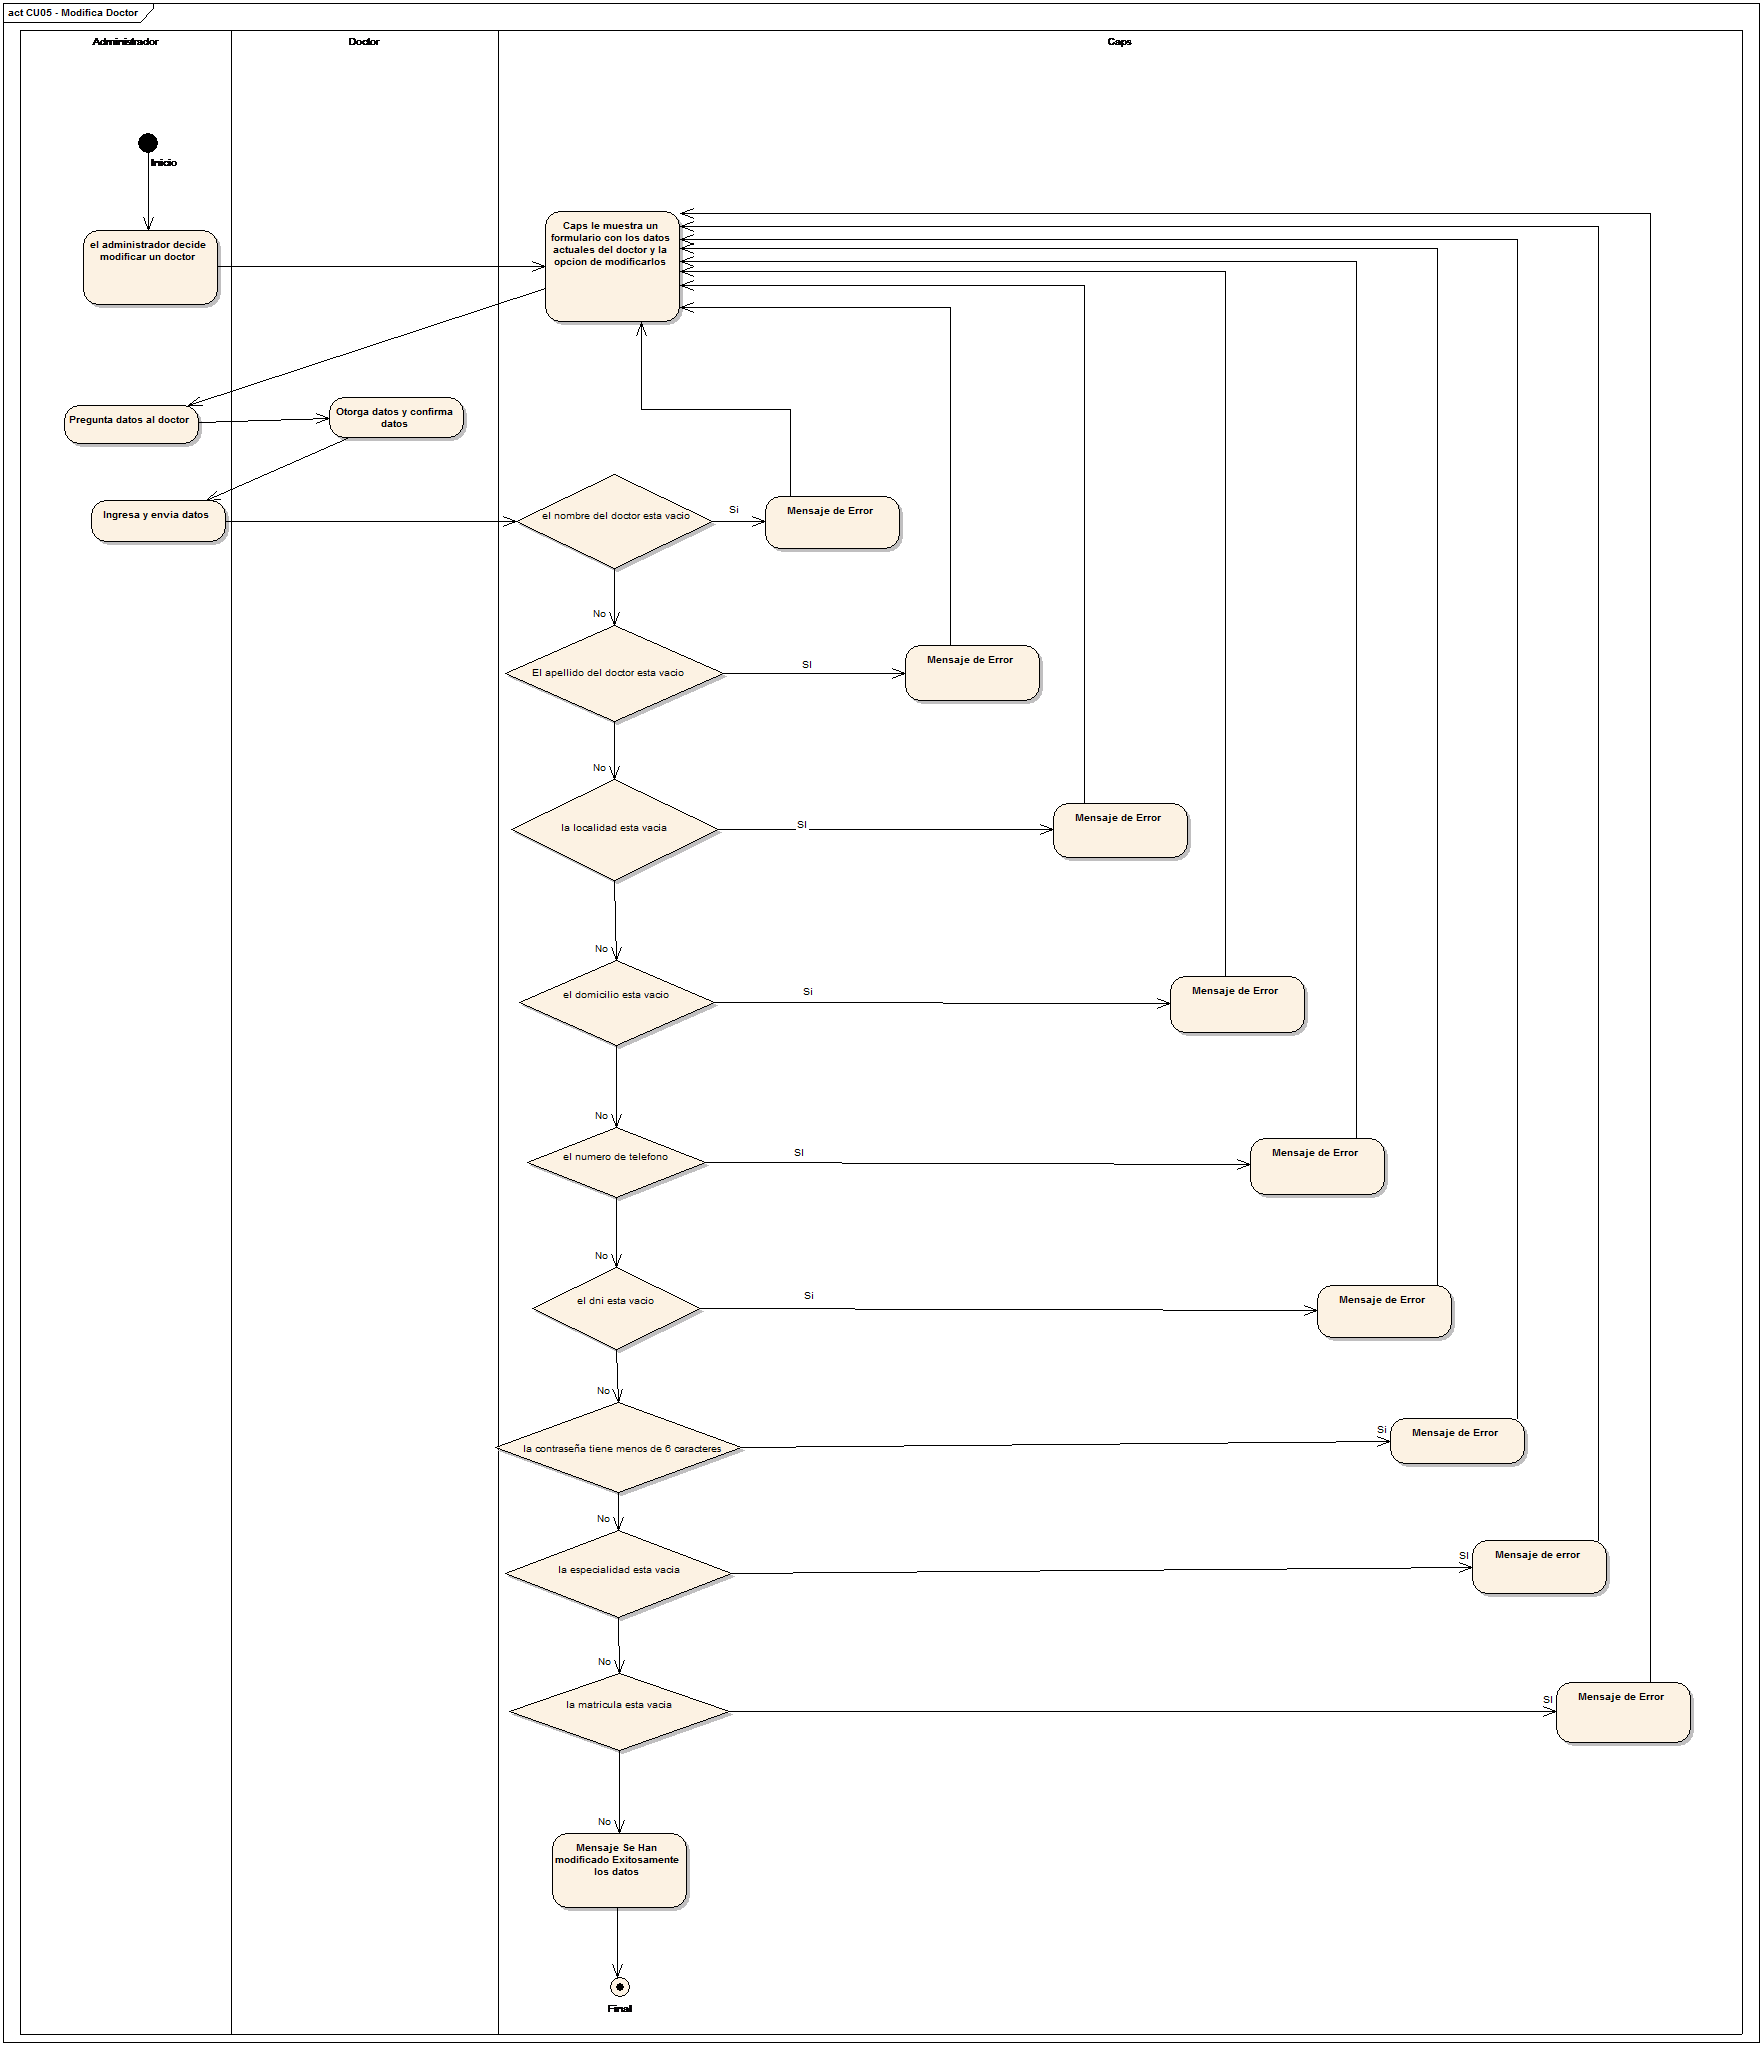 act CU05 - Modifica Doctor
Administrador
Doctor
Caps
Inicio
el administrador decide
modificar un doctor
Caps le muestra un
formulario con los datos
actuales del doctor y la
opcion de modificarlos
Pregunta datos al doctor
Otorga datos y confirma
datos
Ingresa y envia datos
el nombre del doctor esta vacio
Si
Mensaje de Error
No
El apellido del doctor esta vacio
SI
Mensaje de Error
No
la localidad esta vacia
SI
Mensaje de Error
No
el domicilio esta vacio
Si
Mensaje de Error
No
el numero de telefono
SI
Mensaje de Error
No
el dni esta vacio
Si
Mensaje de Error
No
la contraseña tiene menos de 6 caracteres
Si
Mensaje de Error
No
la especialidad esta vacia
SI
Mensaje de error
No
la matricula esta vacia
SI
Mensaje de Error
No
Mensaje Se Han
modificado Exitosamente
los datos
Final